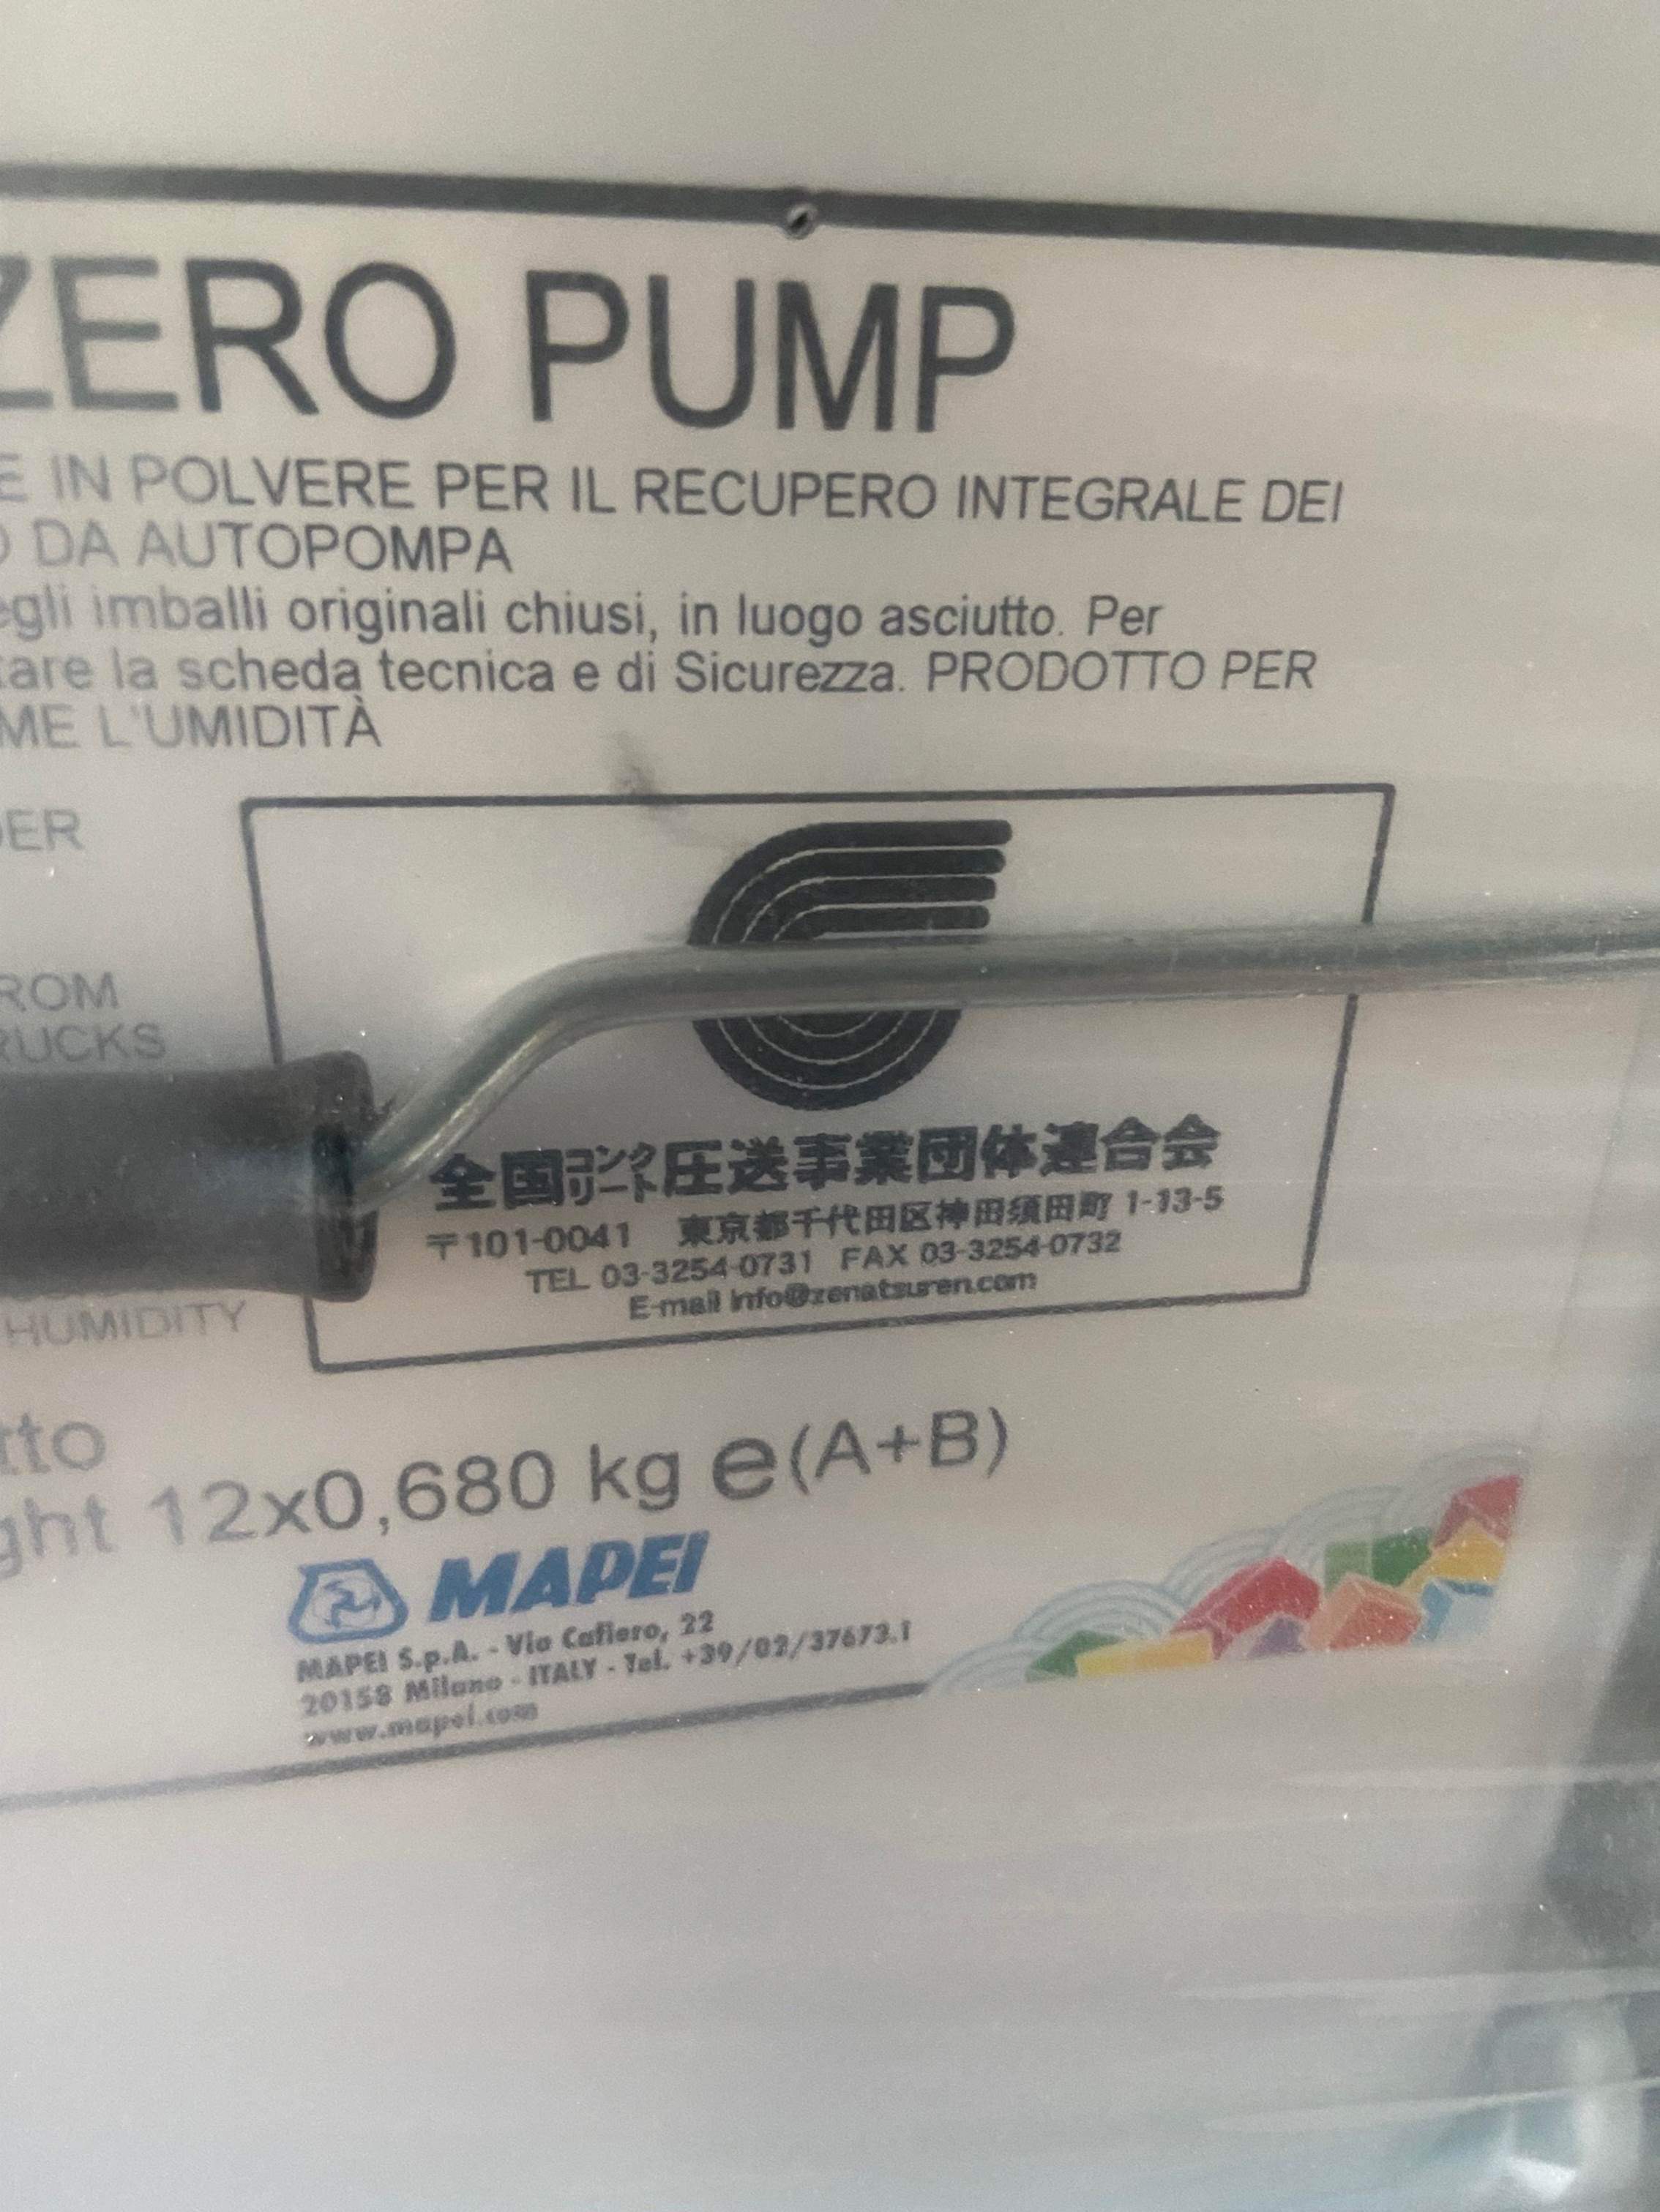 ZERO PUMP
E IN POLVERE PER IL RECUPERO INTEGRALE DEI
DA AUTOPOMPA
egli imballi originali chiusi, in luogo asciutto. Per
tare la scheda tecnica e di Sicurezza. PRODOTTO PER
ME L'UMIDITÀ
DER
ROM
RUCKS
HUMIDITY
全国コンクリート圧送事業団体連合会
〒101-0041 東京都千代田区神田須田町 1-13-5
TEL 03-3254-0731 FAX 03-3254-0732
E-mail info@zenatsuren.com
tto
ght 12x0,680 kg e(A+B)
MAPEI
MAPEI S.p.A. - Via Cafiero, 22
20158 Milano - ITALY - Tel. +39/02/37673.1
www.mapei.com